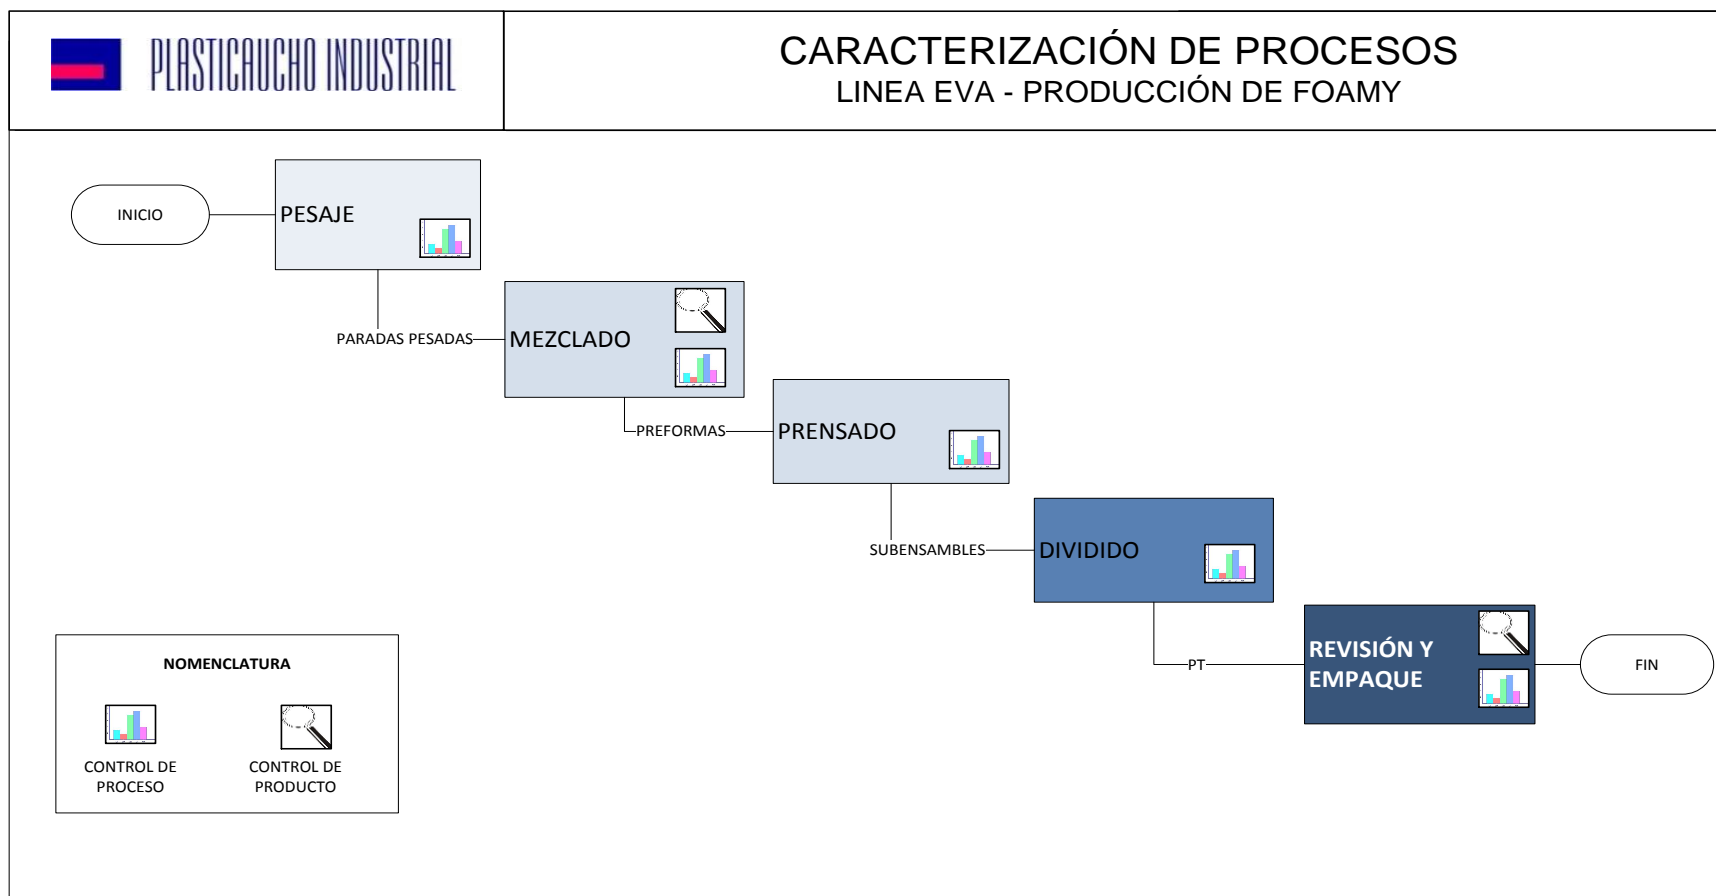 PLASTICAUCHO INDUSTRIAL
CARACTERIZACIÓN DE PROCESOS
LINEA EVA - PRODUCCIÓN DE FOAMY
INICIO
PESAJE
PARADAS PESADAS
MEZCLADO
PREFORMAS
PRENSADO
SUBENSAMBLES
DIVIDIDO
PT
REVISIÓN Y
EMPAQUE
FIN
NOMENCLATURA
CONTROL DE
PROCESO
CONTROL DE
PRODUCTO